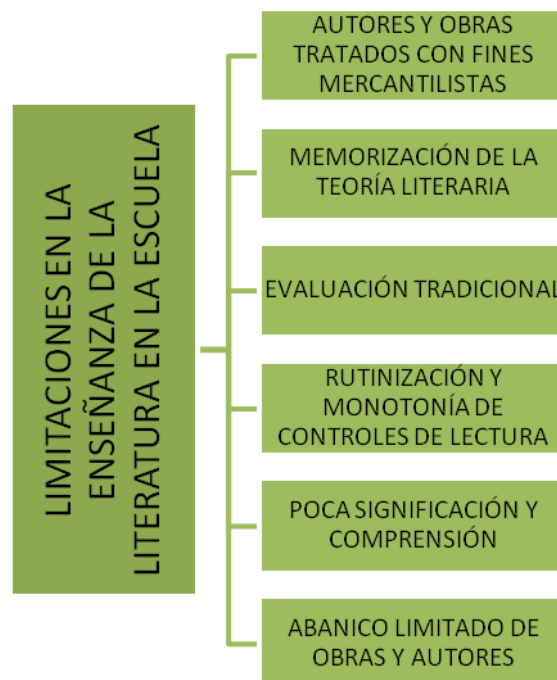 LIMITACIONES EN LA
ENSEÑANZA DE LA
LITERATURA EN LA ESCUELA
AUTORES Y OBRAS
TRATADOS CON FINES
MERCANTILISTAS
MEMORIZACIÓN DE LA
TEORÍA LITERARIA
EVALUACIÓN TRADICIONAL
RUTINIZACIÓN Y
MONOTONÍA DE
CONTROLES DE LECTURA
POCA SIGNIFICACIÓN Y
COMPRENSIÓN
ABANICO LIMITADO DE
OBRAS Y AUTORES